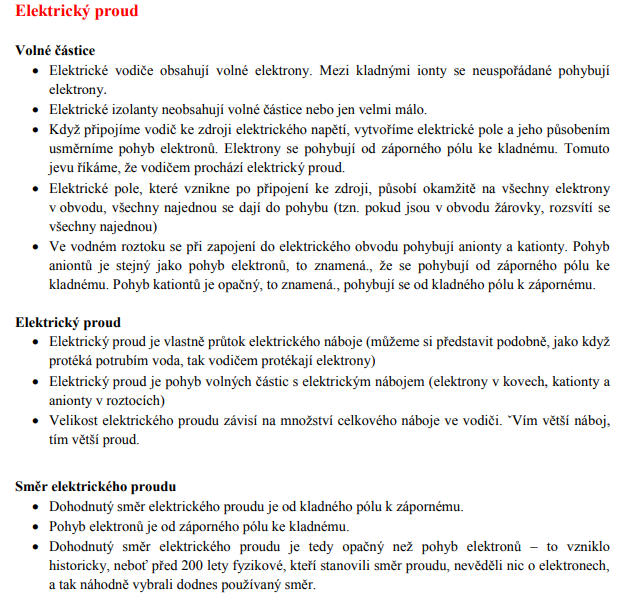 Elektrický proud
Volné částice
• Elektrické vodiče obsahují volné elektrony. Mezi kladnými ionty se neuspořádané pohybují
elektrony.
• Elektrické izolanty neobsahují volné částice nebo jen velmi málo.
• Když připojíme vodič ke zdroji elektrického napětí, vytvoříme elektrické pole a jeho působením
usměrníme pohyb elektronů. Elektrony se pohybují od záporného pólu ke kladnému. Tomuto
jevu říkáme, že vodičem prochází elektrický proud.
• Elektrické pole, které vznikne po připojení ke zdroji, působí okamžitě na všechny elektrony
v obvodu, všechny najednou se dají do pohybu (tzn. pokud jsou v obvodu žárovky, rozsvítí se
všechny najednou)
• Ve vodném roztoku se při zapojení do elektrického obvodu pohybují anionty a kationty. Pohyb
aniontů je stejný jako pohyb elektronů, to znamená., že se pohybují od záporného pólu ke
kladnému. Pohyb kationtů je opačný, to znamená., pohybují se od kladného pólu k zápornému.
Elektrický proud
• Elektrický proud je vlastně průtok elektrického náboje (můžeme si představit podobně, jako když
protéká potrubím voda, tak vodičem protékají elektrony)
• Elektrický proud je pohyb volných částic s elektrickým nábojem (elektrony v kovech, kationty a
anionty v roztocích)
• Velikost elektrického proudu závisí na množství celkového náboje ve vodiči. ˇVím větší náboj,
tím větší proud.
Směr elektrického proudu
• Dohodnutý směr elektrického proudu je od kladného pólu k zápornému.
• Pohyb elektronů je od záporného pólu ke kladnému.
• Dohodnutý směr elektrického proudu je tedy opačný než pohyb elektronů – to vzniklo
historicky, neboť před 200 lety fyzikové, kteří stanovili směr proudu, nevěděli nic o elektronech,
a tak náhodně vybrali dodnes používaný směr.